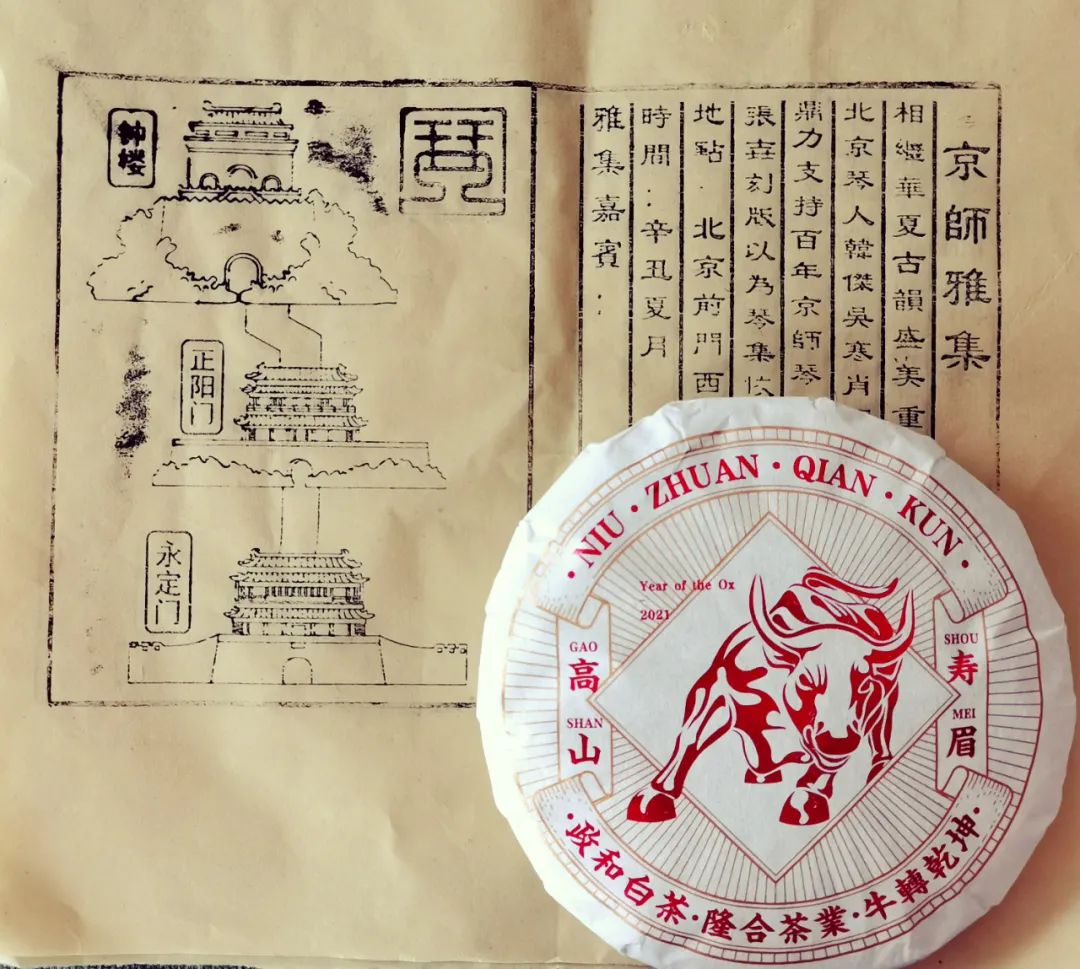 京師雅集
相繼華夏古韻盛美重
北京琴人韓傑吳寒肖
鼎力支持百年京師琴
張壵刻版以為琴集
地點：北京前門西
時間：辛丑夏月
雅集嘉賓：
琴
钟楼
正阳门
永定门
·NIU·ZHUAN·QIAN·KUN·
Year of the Ox
2021
GAO
高
SHAN
山
SHOU
寿
MEI
眉
·政和白茶·隆合茶業·牛轉乾坤·